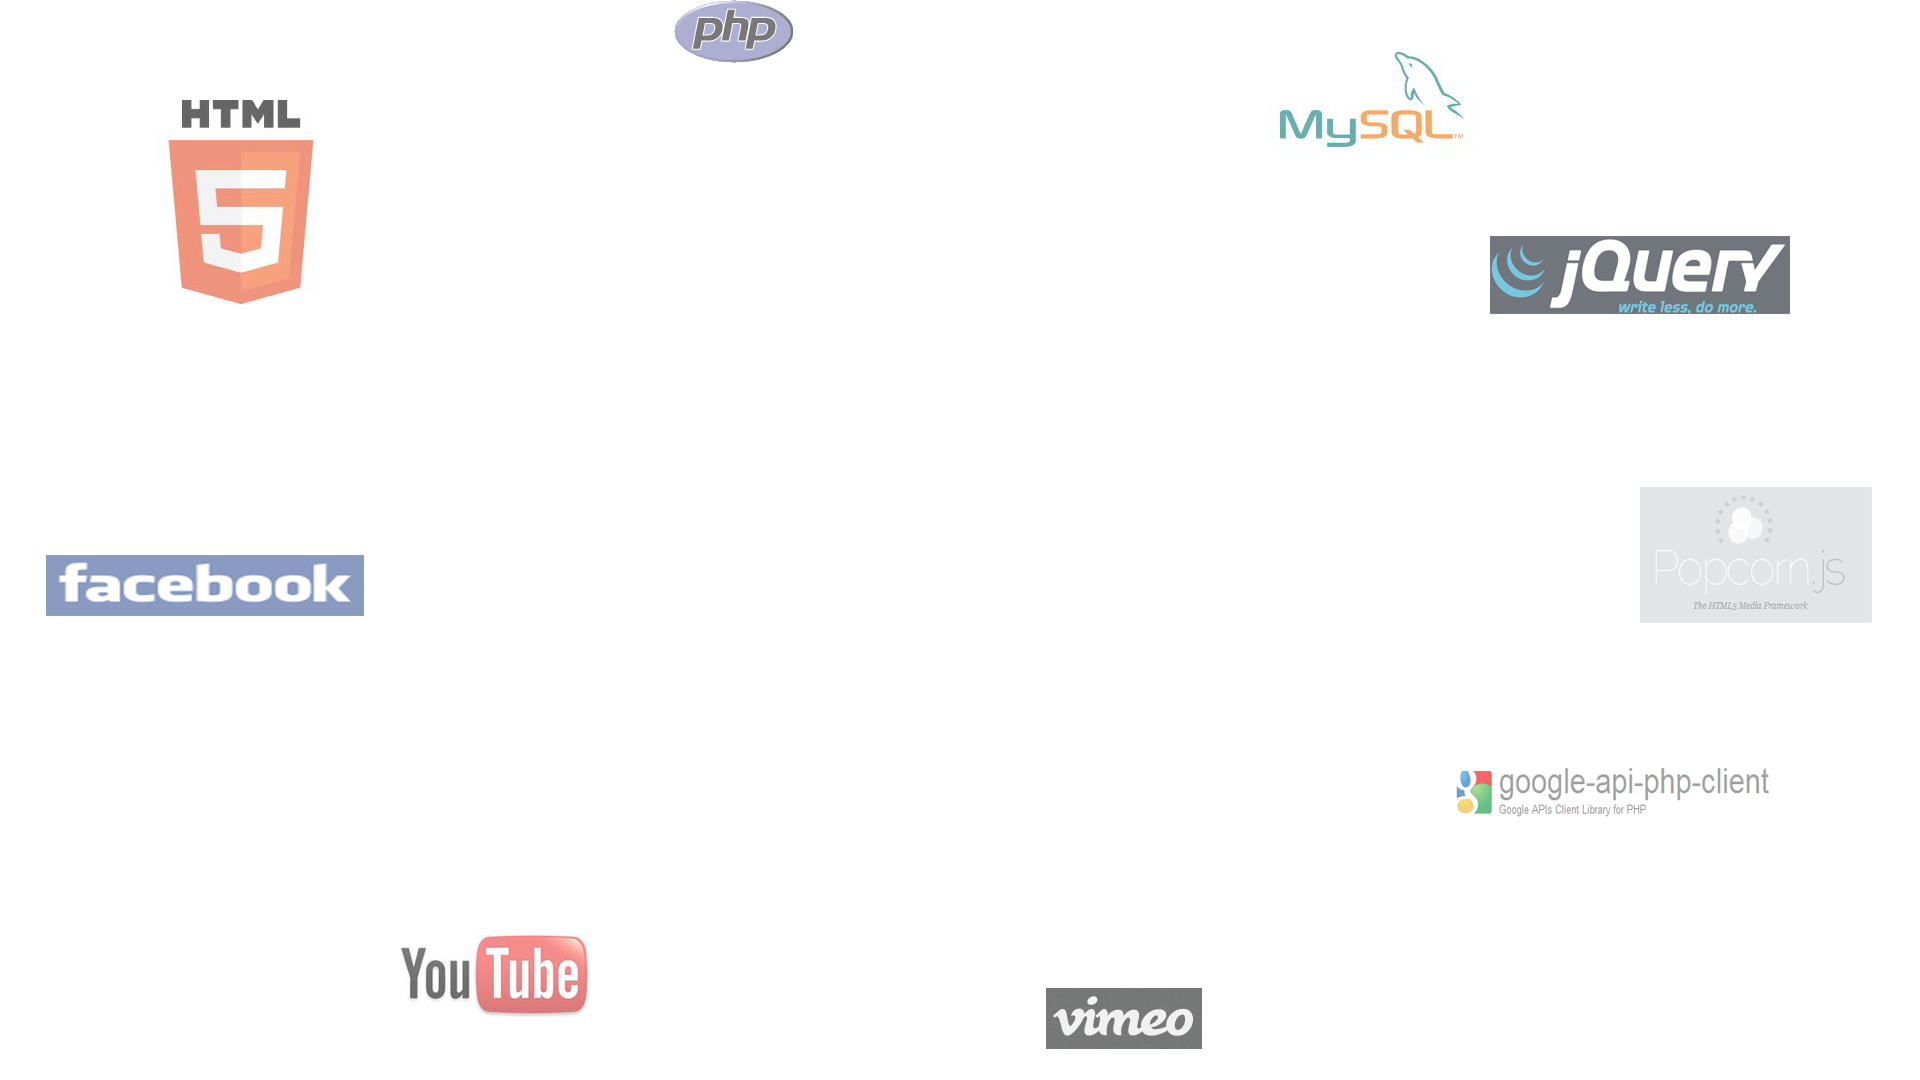 php
MySQL™
HTML
5
jQuery
write less, do more.
Popcorn.js
The HTML5 Media Framework
facebook
google-api-php-client
Google APIs Client Library for PHP
YouTube
vimeo